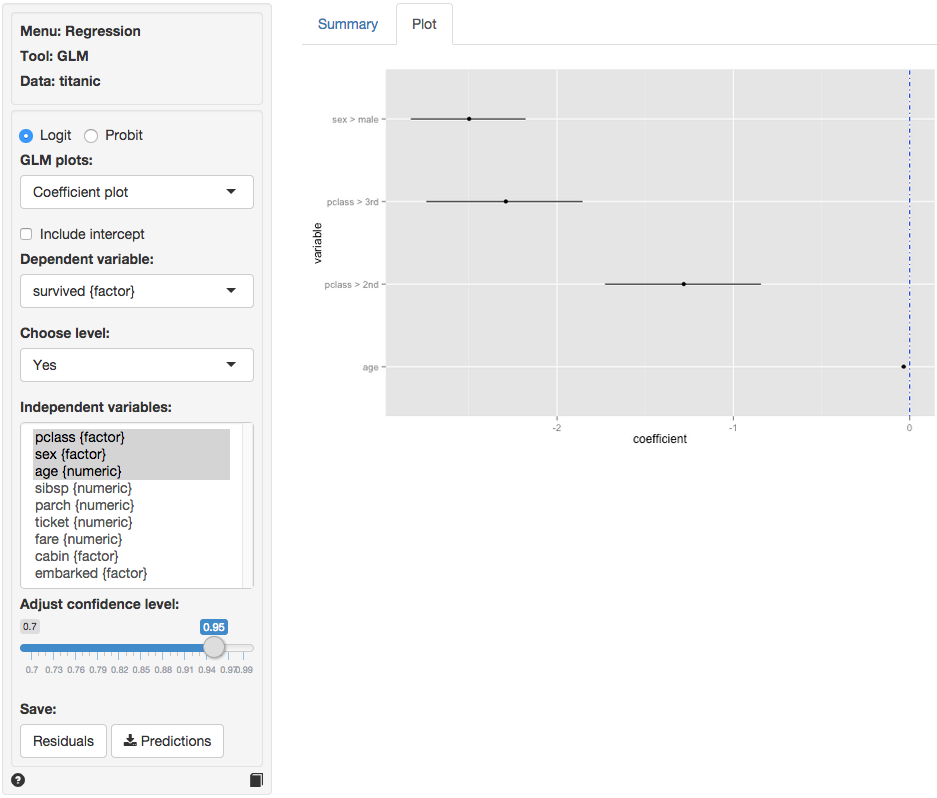 Menu: Regression
Tool: GLM
Data: titanic
Logit Probit
GLM plots:
Coefficient plot
Include intercept
Dependent variable:
survived {factor}
Choose level:
Yes
Independent variables:
pclass {factor}
sex {factor}
age {numeric}
sibsp {numeric}
parch {numeric}
ticket {numeric}
fare {numeric}
cabin {factor}
embarked {factor}
Adjust confidence level:
0.7 0.95
0.7 0.73 0.76 0.79 0.82 0.85 0.88 0.91 0.94 0.97 0.99
Save:
Residuals Predictions
?
Summary Plot
variable
sex > male
pclass > 3rd
pclass > 2nd
age
-2 -1 0
coefficient